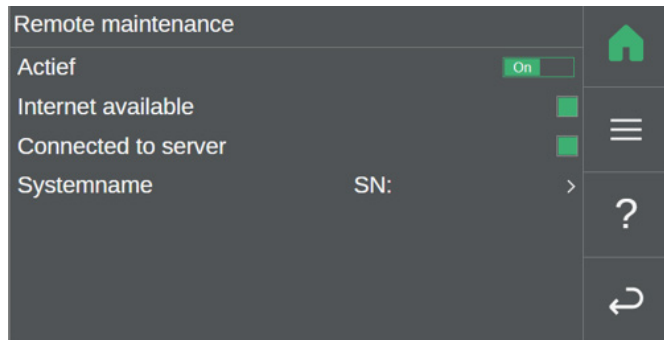 Remote maintenance
Actief On
Internet available
Connected to server
Systemname SN: >
?